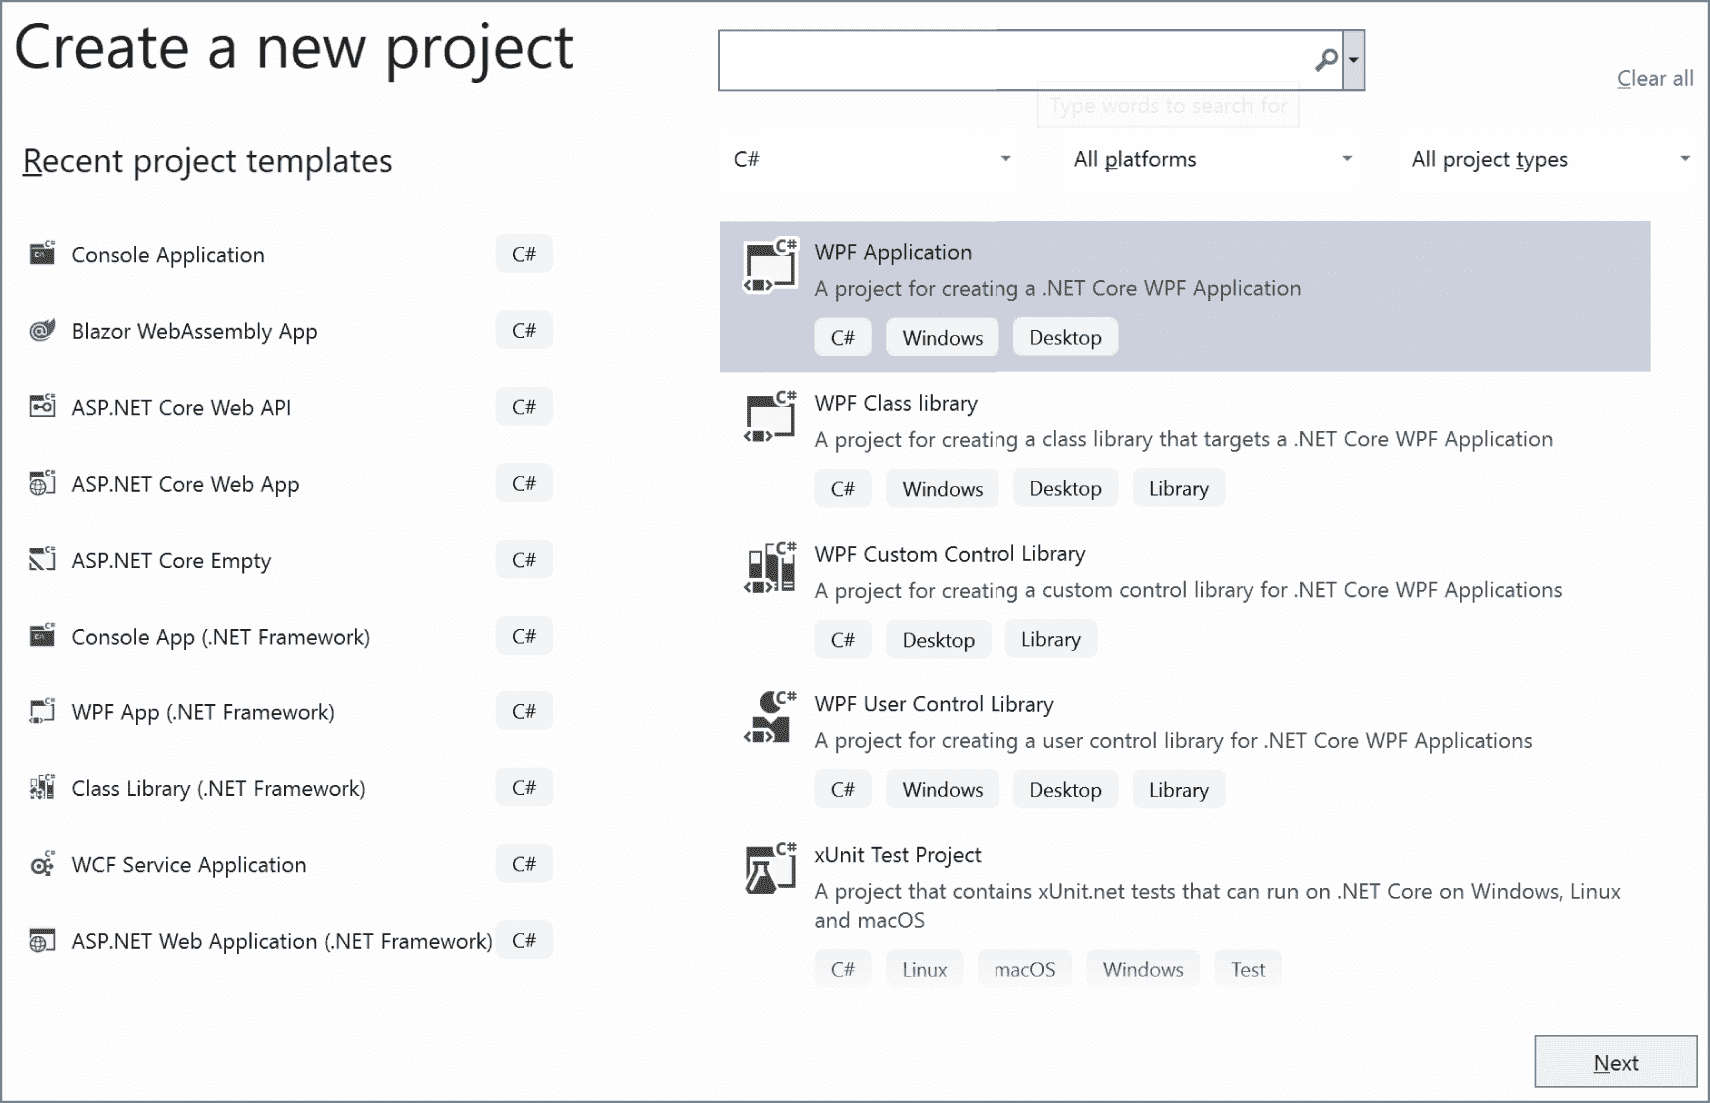 Create a new project
Type words to search for
Clear all
Recent project templates
C#
All platforms
All project types
Console Application C#
Blazor WebAssembly App C#
ASP.NET Core Web API C#
ASP.NET Core Web App C#
ASP.NET Core Empty C#
Console App (.NET Framework) C#
WPF App (.NET Framework) C#
Class Library (.NET Framework) C#
WCF Service Application C#
ASP.NET Web Application (.NET Framework) C#
WPF Application
A project for creating a .NET Core WPF Application
C# Windows Desktop
WPF Class library
A project for creating a class library that targets a .NET Core WPF Application
C# Windows Desktop Library
WPF Custom Control Library
A project for creating a custom control library for .NET Core WPF Applications
C# Desktop Library
WPF User Control Library
A project for creating a user control library for .NET Core WPF Applications
C# Windows Desktop Library
xUnit Test Project
A project that contains xUnit.net tests that can run on .NET Core on Windows, Linux
and macOS
C# Linux macOS Windows Test
Next